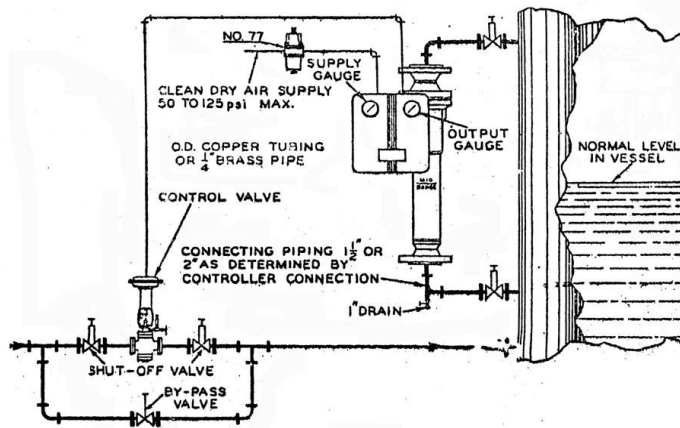 NO. 77
SUPPLY
GAUGE
CLEAN DRY AIR SUPPLY
50 TO 125 psi MAX.
O.D. COPPER TUBING
OR 1/4" BRASS PIPE
OUTPUT
GAUGE
NORMAL LEVEL
IN VESSEL
MID
RANGE
CONTROL VALVE
CONNECTING PIPING 1 1/2" OR
2" AS DETERMINED BY
CONTROLLER CONNECTION
1" DRAIN
SHUT-OFF VALVE
BY-PASS
VALVE